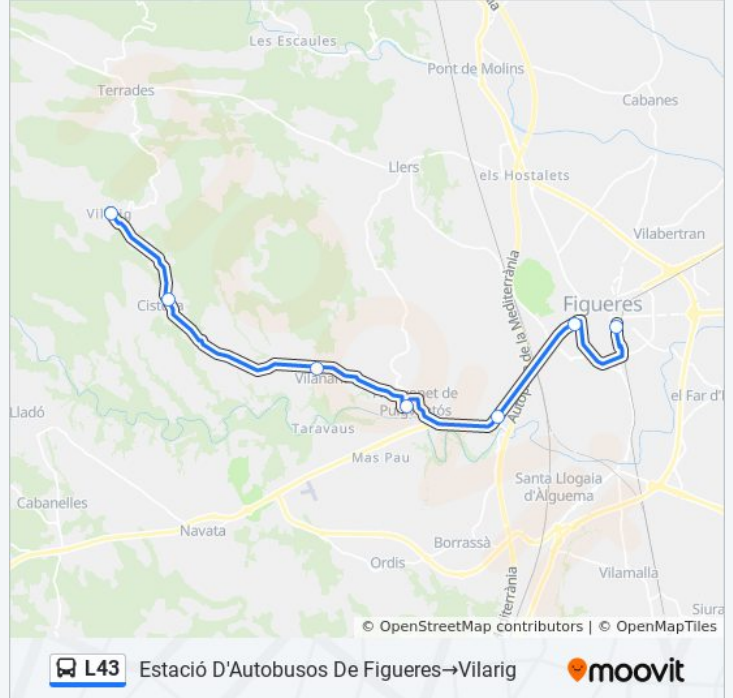 Les Escaules
Pont de Molins
Terrades
Cabanes
Llers
els Hostalets
Vilabertran
Figueres
Autopista de la Mediterrània
el Far d'
Lladó
Taravaus
Mas Pau
Santa Llogaia
d'Àlguema
Cabanelles
Navata
Borrassà
Ordis
Vilamalla
© OpenStreetMap contributors | © OpenMapTiles
L43 Estació D'Autobusos De Figueres→Vilarig
moovit